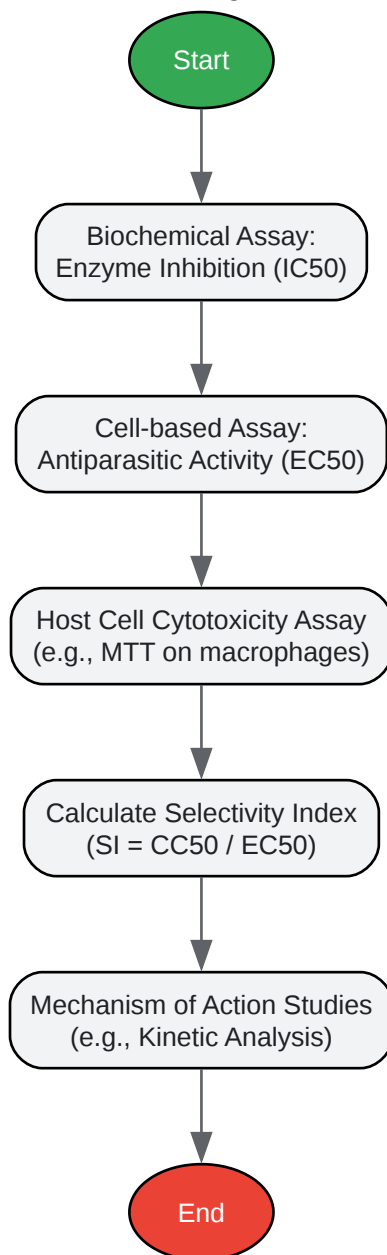 Start
Biochemical Assay:
Enzyme Inhibition (IC50)
Cell-based Assay:
Antiparasitic Activity (EC50)
Host Cell Cytotoxicity Assay
(e.g., MTT on macrophages)
Calculate Selectivity Index
(SI = CC50 / EC50)
Mechanism of Action Studies
(e.g., Kinetic Analysis)
End